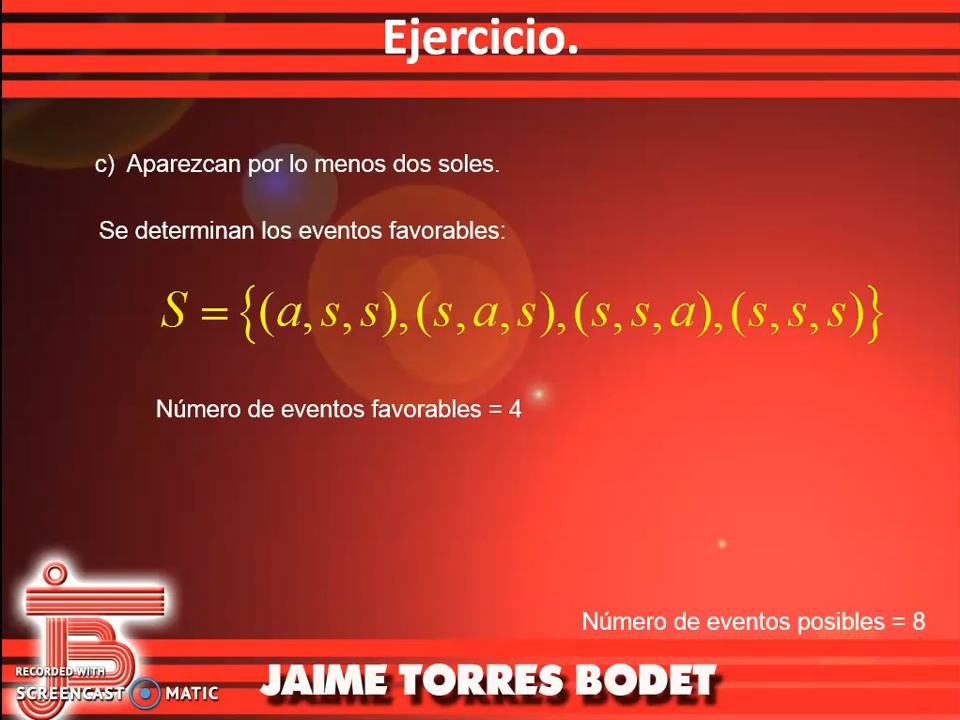 Ejercicio.
c) Aparezcan por lo menos dos soles.
Se determinan los eventos favorables:
S = {(a, s, s), (s, a, s), (s, s, a), (s, s, s)}
Número de eventos favorables = 4
Número de eventos posibles = 8
RECORDED WITH
SCREENCAST MATIC
JAIME TORRES BODET